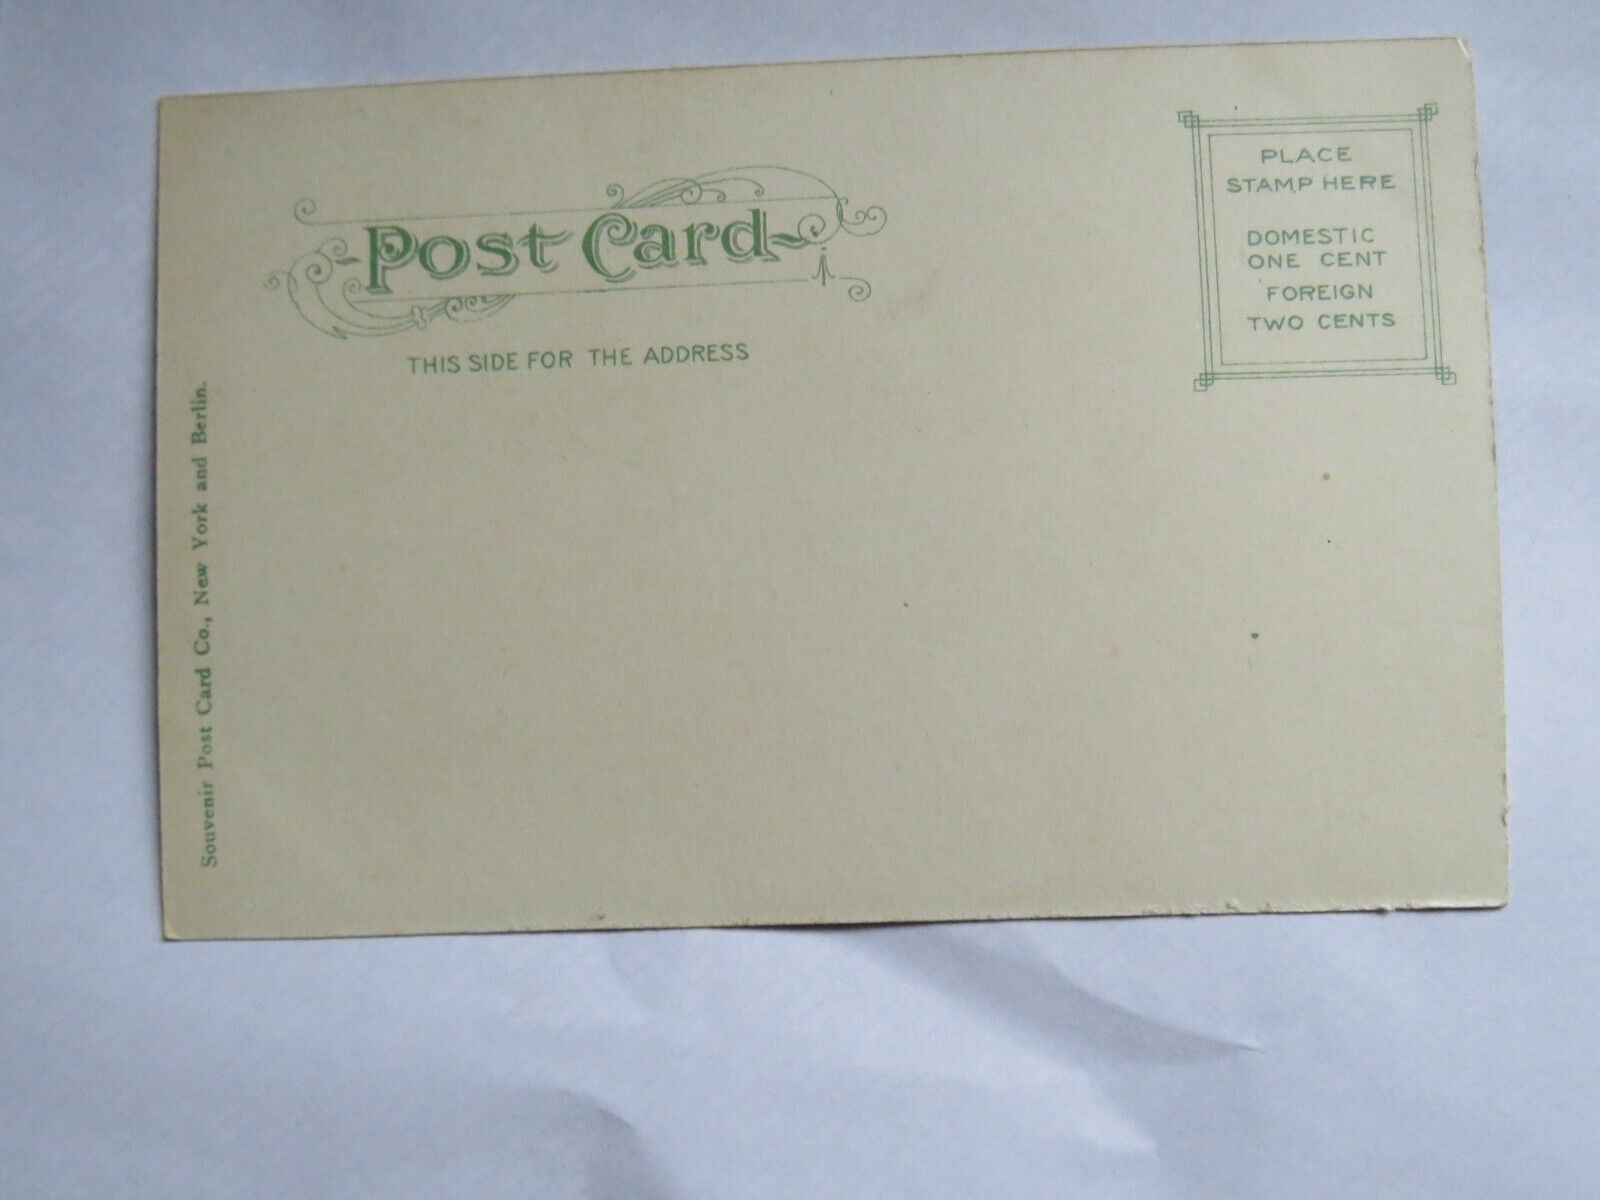 Post Card
THIS SIDE FOR THE ADDRESS
PLACE
STAMP HERE
DOMESTIC
ONE CENT
FOREIGN
TWO CENTS
Souvenir Post Card Co., New York and Berlin.